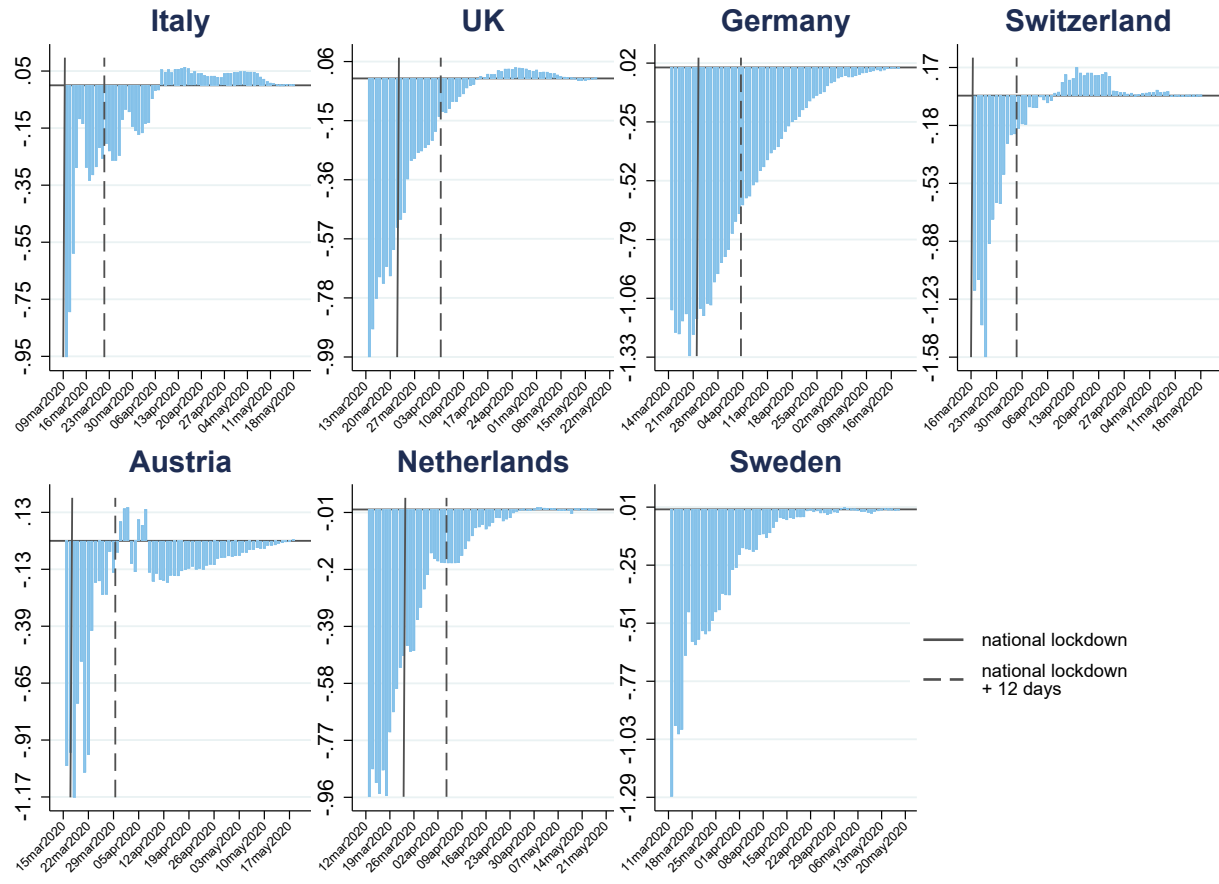 Italy
.05
-.15
-.35
-.55
-.75
-.95
09mar2020
16mar2020
23mar2020
30mar2020
06apr2020
13apr2020
20apr2020
27apr2020
04may2020
11may2020
18may2020
UK
.06
-.15
-.36
-.57
-.78
-.99
13mar2020
20mar2020
27mar2020
03apr2020
10apr2020
17apr2020
24apr2020
01may2020
08may2020
15may2020
22may2020
Germany
.02
-.25
-.52
-.79
-1.06
-1.33
14mar2020
21mar2020
28mar2020
04apr2020
11apr2020
18apr2020
25apr2020
02may2020
09may2020
16may2020
Switzerland
.17
-.18
-.53
-.88
-1.23
-1.58
16mar2020
23mar2020
30mar2020
06apr2020
13apr2020
20apr2020
27apr2020
04may2020
11may2020
18may2020
Austria
.13
-.13
-.39
-.65
-.91
-1.17
15mar2020
22mar2020
29mar2020
05apr2020
12apr2020
19apr2020
26apr2020
03may2020
10may2020
17may2020
Netherlands
-.01
-.2
-.39
-.58
-.77
-.96
12mar2020
19mar2020
26mar2020
02apr2020
09apr2020
16apr2020
23apr2020
30apr2020
07may2020
14may2020
21may2020
Sweden
.01
-.25
-.51
-.77
-1.03
-1.29
11mar2020
18mar2020
25mar2020
01apr2020
08apr2020
15apr2020
22apr2020
29apr2020
06may2020
13may2020
20may2020
national lockdown
national lockdown
+ 12 days